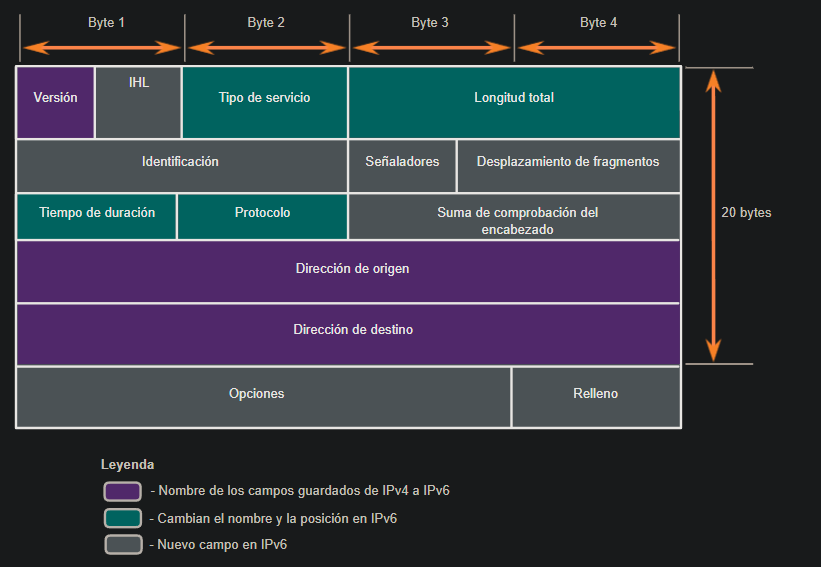 Byte 1
Byte 2
Byte 3
Byte 4
Versión
IHL
Tipo de servicio
Longitud total
Identificación
Señaladores
Desplazamiento de fragmentos
Tiempo de duración
Protocolo
Suma de comprobación del
encabezado
20 bytes
Dirección de origen
Dirección de destino
Opciones
Relleno
Leyenda
- Nombre de los campos guardados de IPv4 a IPv6
- Cambian el nombre y la posición en IPv6
- Nuevo campo en IPv6